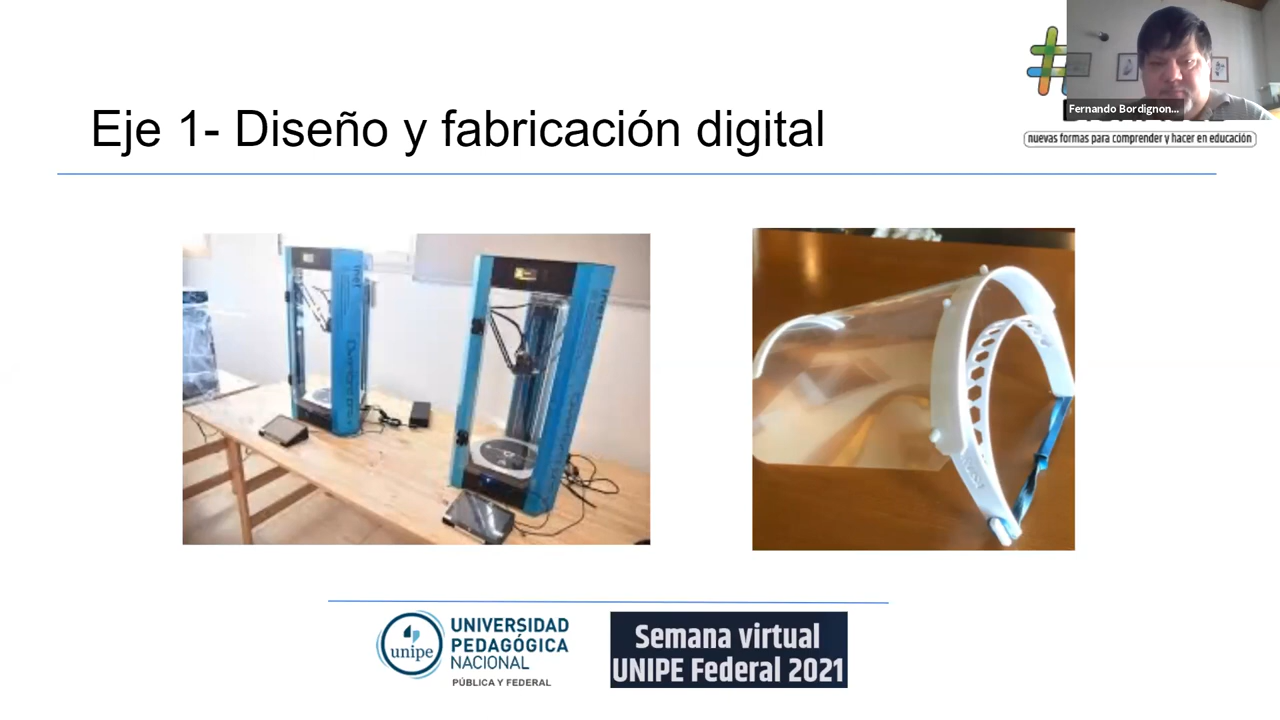 Fernando Bordignon...
Eje 1- Diseño y fabricación digital
nuevas formas para comprender y hacer en educación
unipe
UNIVERSIDAD
PEDAGÓGICA
NACIONAL
PÚBLICA Y FEDERAL
Semana virtual
UNIPE Federal 2021